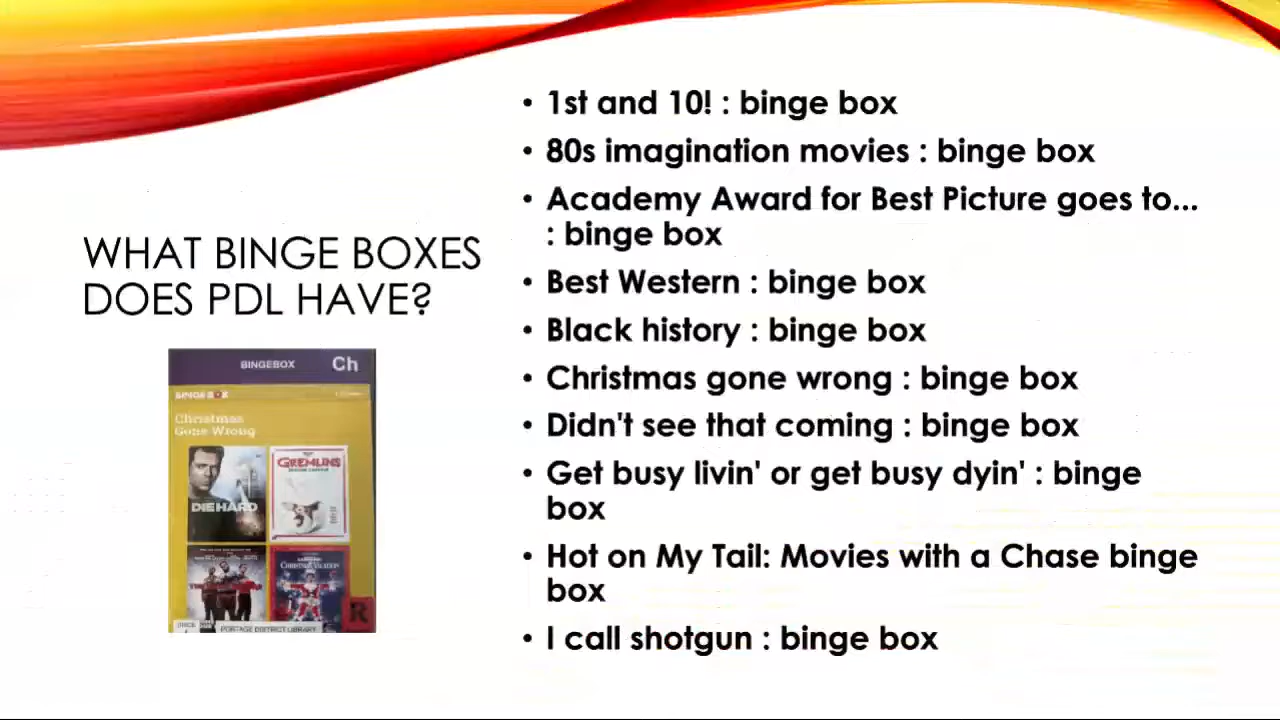 WHAT BINGE BOXES
DOES PDL HAVE?
BINGEBOX Ch
BINGE BOX
Christmas
Gone Wrong
DIE HARD
GREMLINS
CHRISTMAS VACATION
R
PORTAGE DISTRICT LIBRARY
• 1st and 10! : binge box
• 80s imagination movies : binge box
• Academy Award for Best Picture goes to...
: binge box
• Best Western : binge box
• Black history : binge box
• Christmas gone wrong : binge box
• Didn't see that coming : binge box
• Get busy livin' or get busy dyin' : binge
box
• Hot on My Tail: Movies with a Chase binge
box
• I call shotgun : binge box